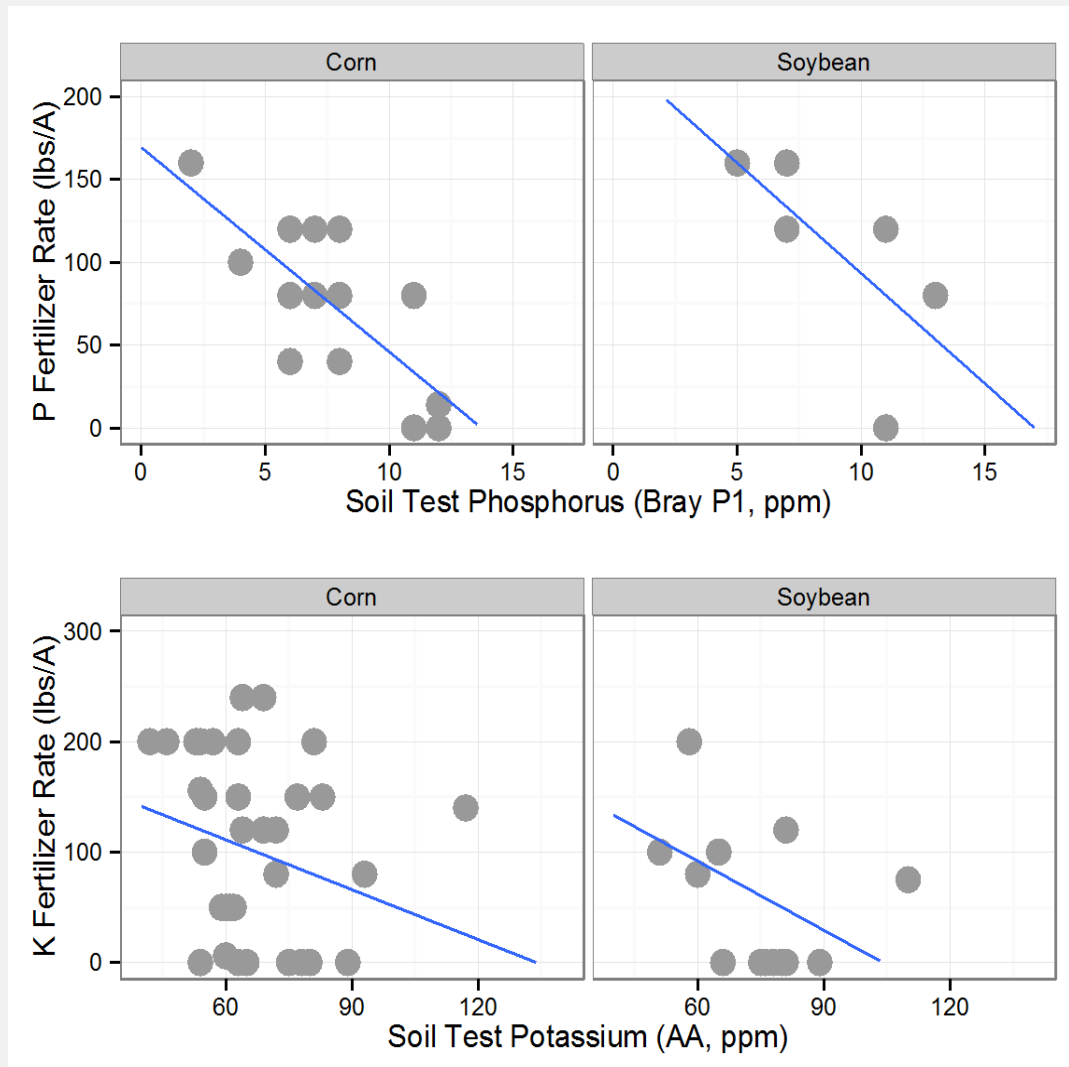 Corn Soybean
P Fertilizer Rate (lbs/A)
200
150
100
50
0
0 5 10 15 0 5 10 15
Soil Test Phosphorus (Bray P1, ppm)
Corn Soybean
K Fertilizer Rate (lbs/A)
300
200
100
0
60 90 120 60 90 120
Soil Test Potassium (AA, ppm)